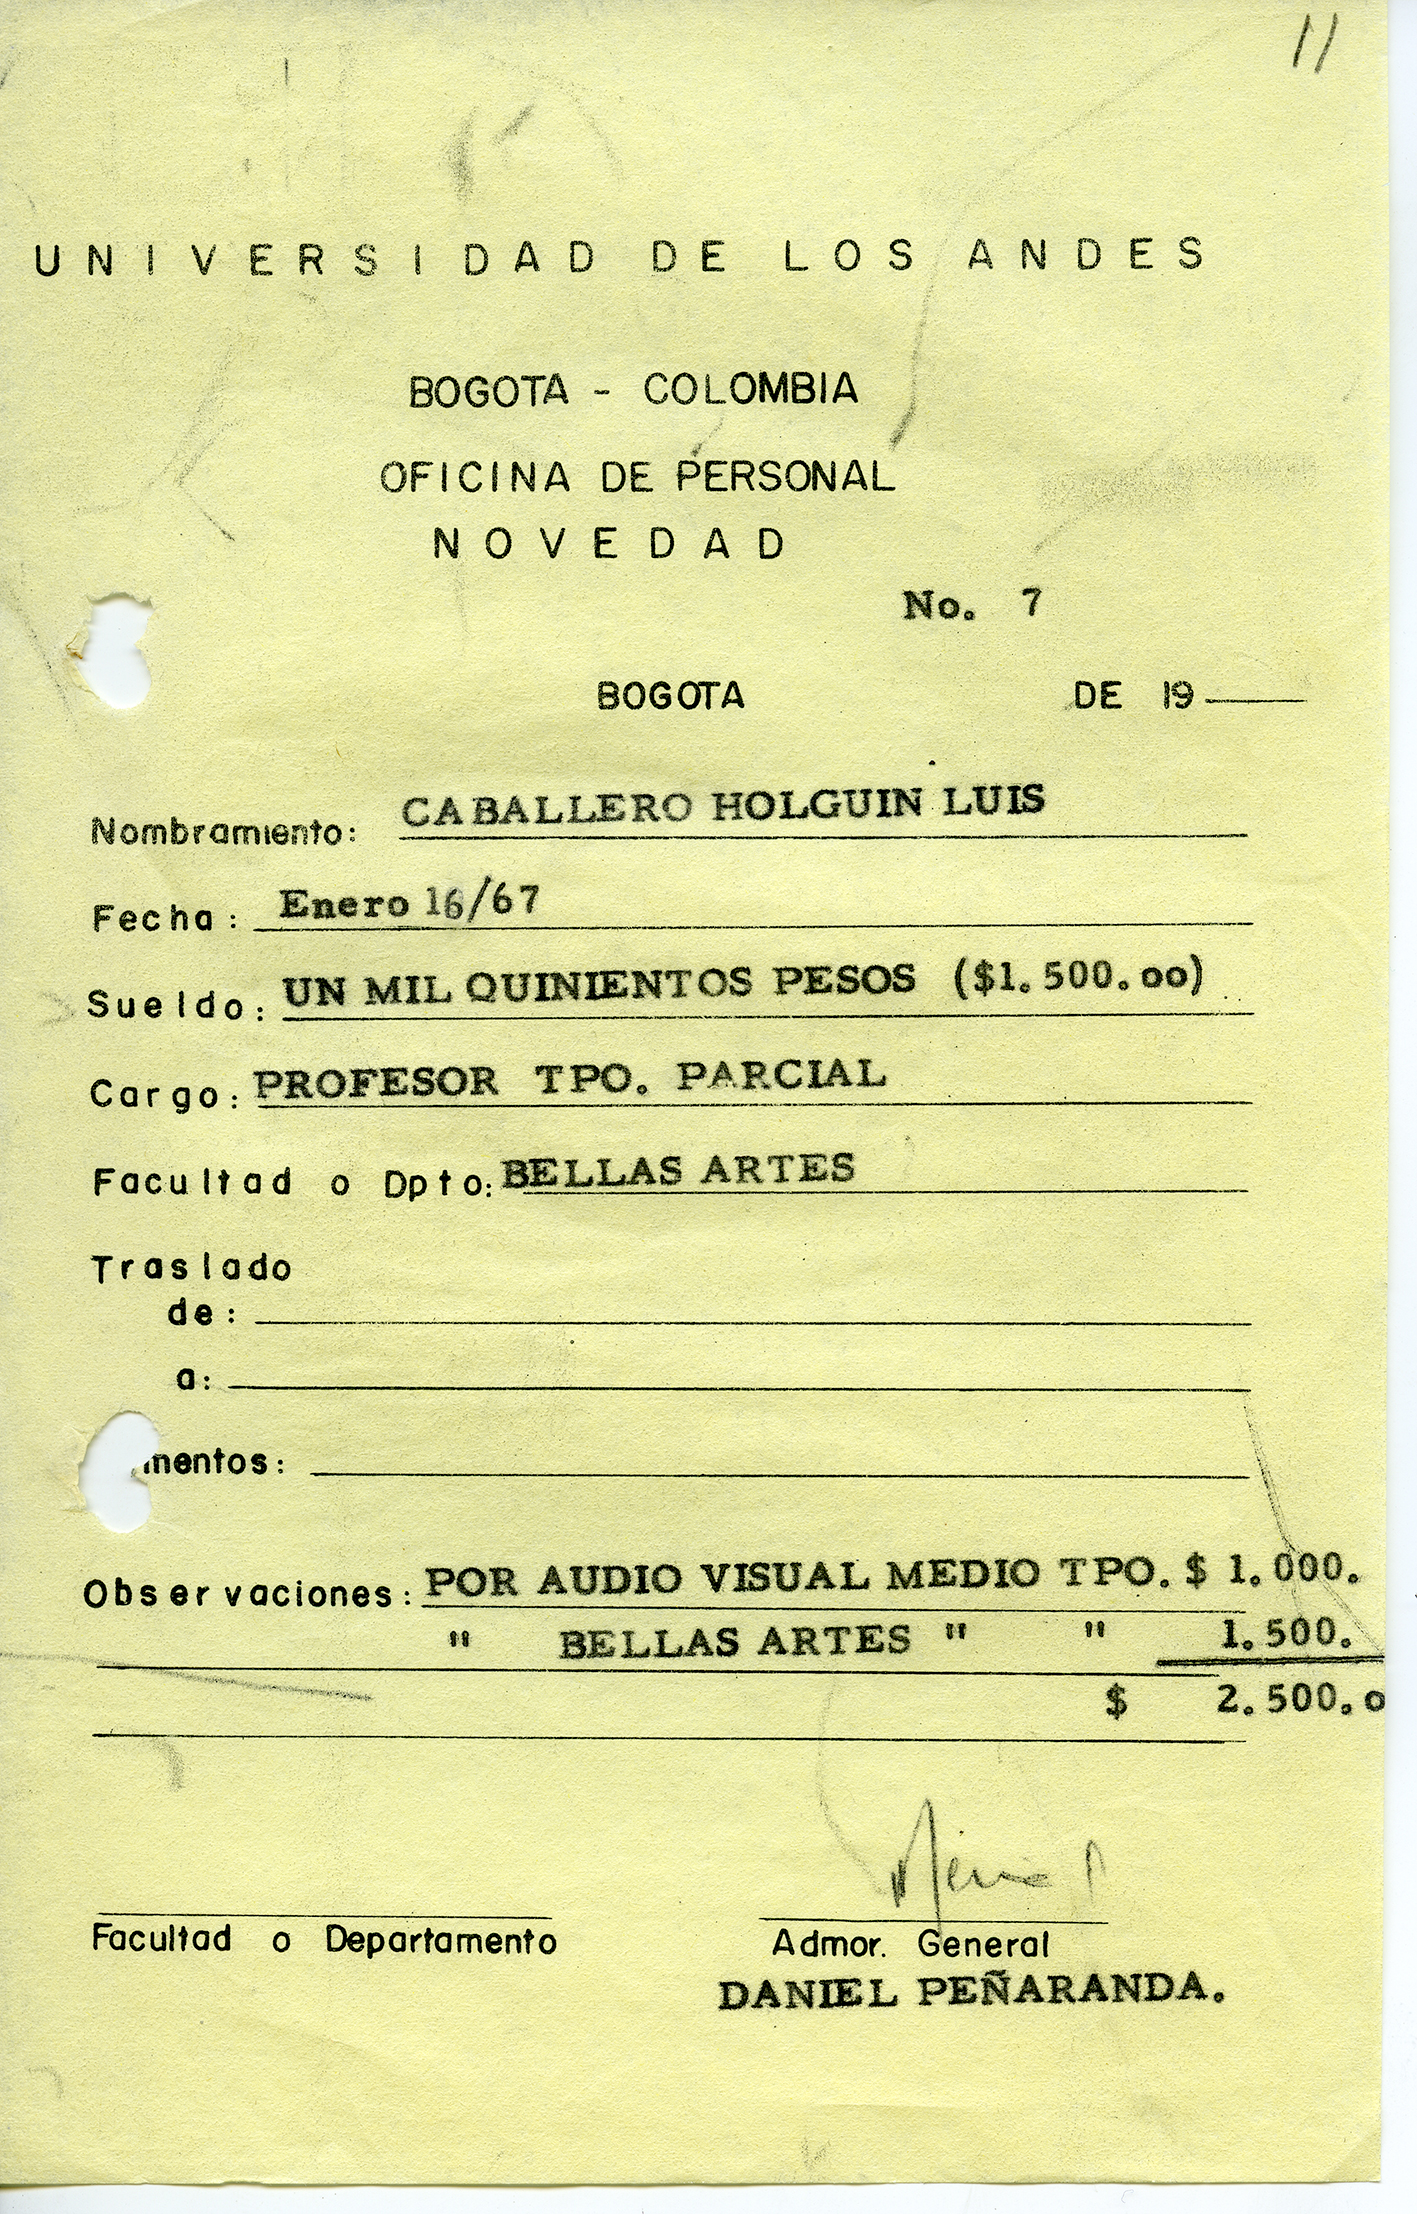 11
UNIVERSIDAD DE LOS ANDES
BOGOTA - COLOMBIA
OFICINA DE PERSONAL
NOVEDAD
No. 7
BOGOTA DE 19
Nombramiento: CABALLERO HOLGUIN LUIS
Fecha: Enero 16/67
Sueldo: UN MIL QUINIENTOS PESOS ($1.500.oo)
Cargo: PROFESOR TPO. PARCIAL
Facultad o Dpto: BELLAS ARTES
Traslado
de:
a:
mentos:
Observaciones: POR AUDIO VISUAL MEDIO TPO. $ 1.000.
" BELLAS ARTES " " 1.500.
$ 2.500.o
Facultad o Departamento Admor. General
DANIEL PEÑARANDA.